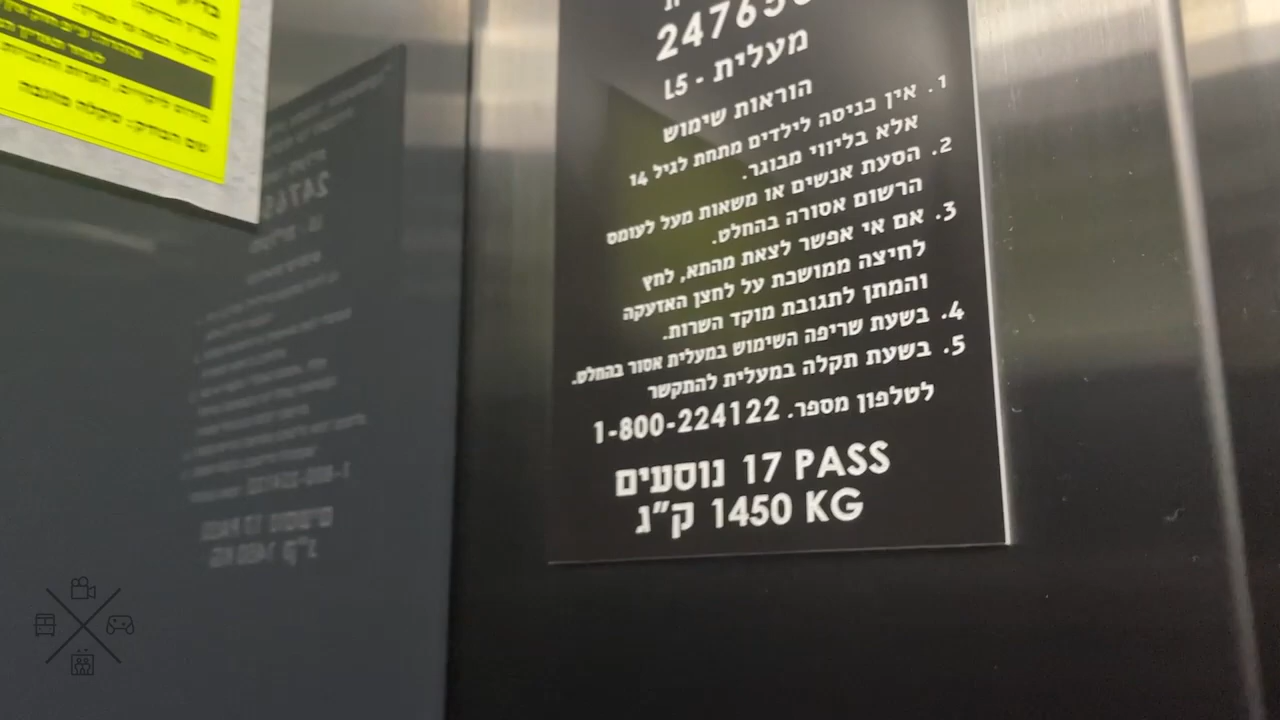 מעלית - L5
הוראות שימוש
1. אין כניסה לילדים מתחת לגיל 14
אלא בליווי מבוגר.
2. הסעת אנשים או משאות מעל לעומס
הרשום אסורה בהחלט.
3. אם אי אפשר לצאת מהתא, לחץ
לחיצה ממושכת על לחצן האזעקה
והמתן לתגובת מוקד השרות.
4. בשעת שריפה השימוש במעלית אסור בהחלט.
5. בשעת תקלה במעלית להתקשר
לטלפון מספר. 1-800-224122
17 PASS נוסעים
1450 KG ק"ג